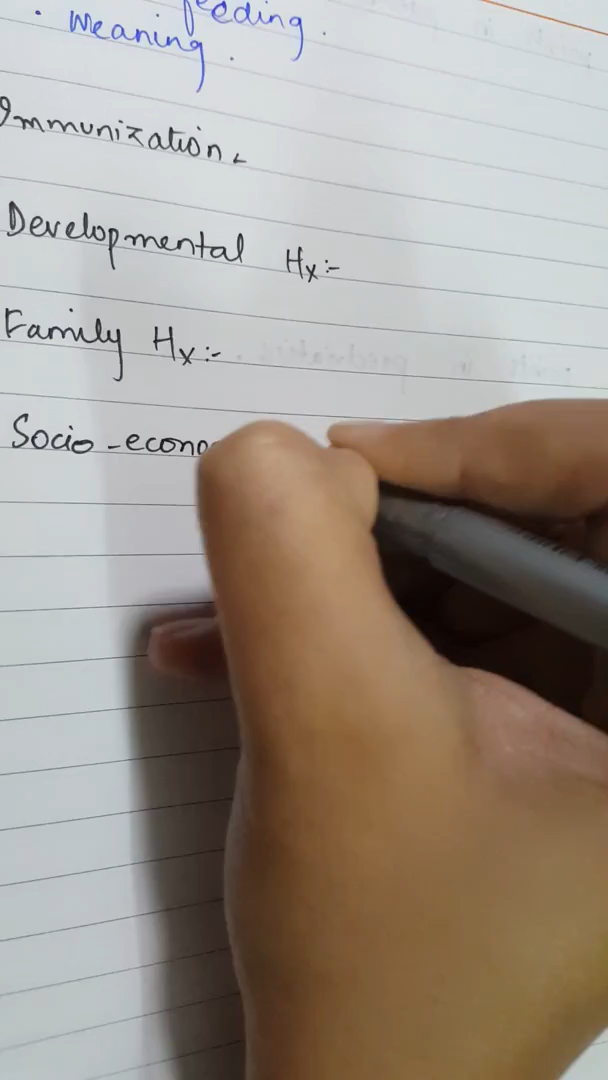 feeding.
. Meaning.
Immunization.
Developmental Hx:-
Family Hx:-
Socio-econo